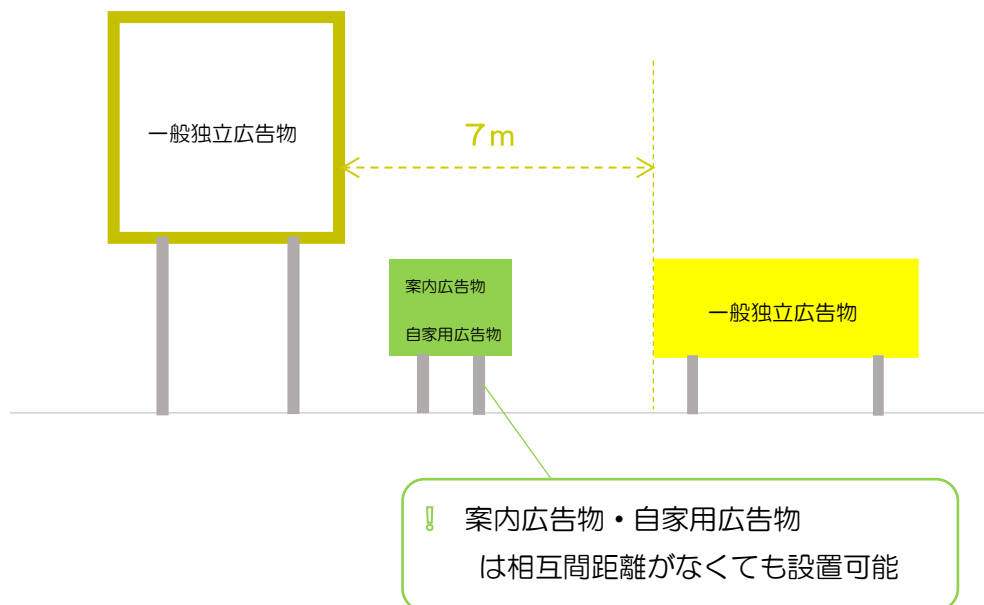 一般独立広告物
7m
案内広告物
自家用広告物
一般独立広告物
! 案内広告物・自家用広告物
は相互間距離がなくても設置可能